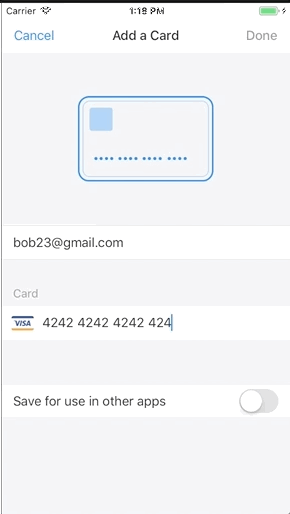 Carrier 1:18 PM
Cancel Add a Card Done
bob23@gmail.com
Card
VISA 4242 4242 4242 424
Save for use in other apps